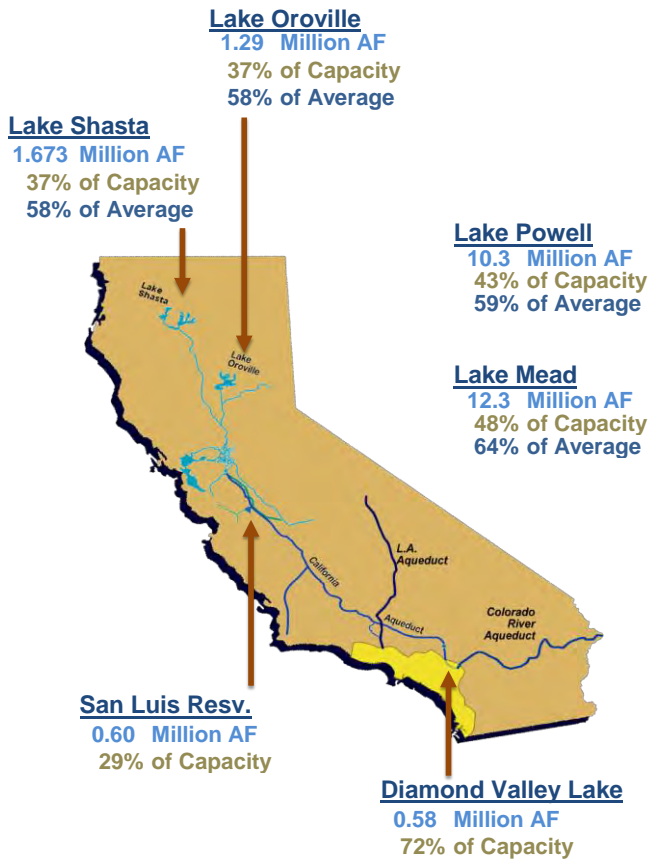 Lake Oroville
1.29 Million AF
37% of Capacity
58% of Average
Lake Shasta
1.673 Million AF
37% of Capacity
58% of Average
Lake Powell
10.3 Million AF
43% of Capacity
59% of Average
Lake Mead
12.3 Million AF
48% of Capacity
64% of Average
Lake
Shasta
Lake
Oroville
L.A.
Aqueduct
California
Aqueduct
Colorado
River
Aqueduct
San Luis Resv.
0.60 Million AF
29% of Capacity
Diamond Valley Lake
0.58 Million AF
72% of Capacity